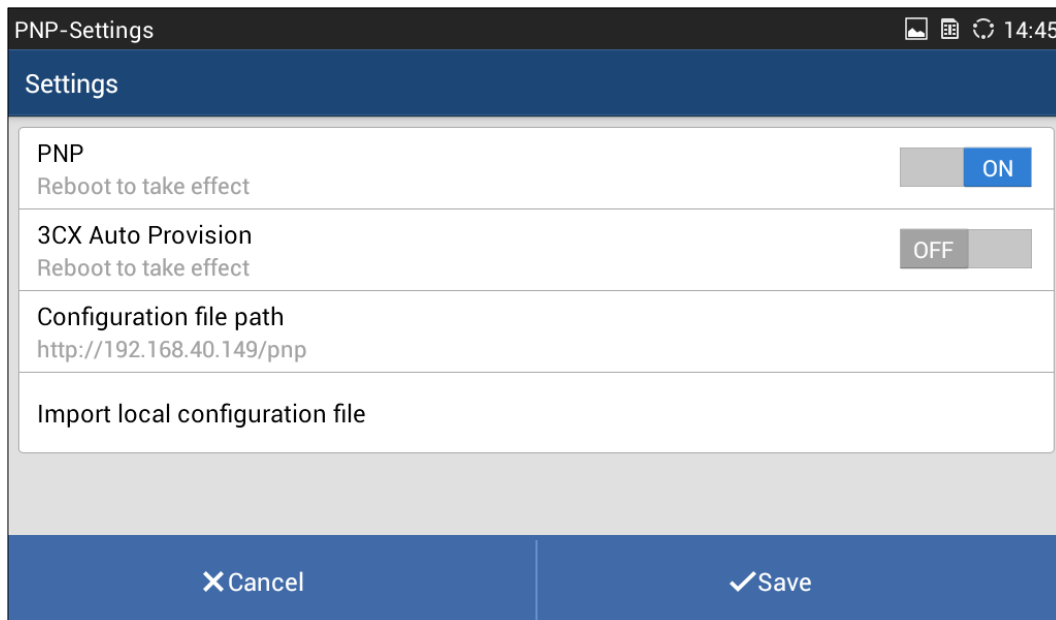 PNP-Settings 14:45
Settings
PNP
Reboot to take effect
ON
3CX Auto Provision
Reboot to take effect
OFF
Configuration file path
http://192.168.40.149/pnp
Import local configuration file
Cancel
Save